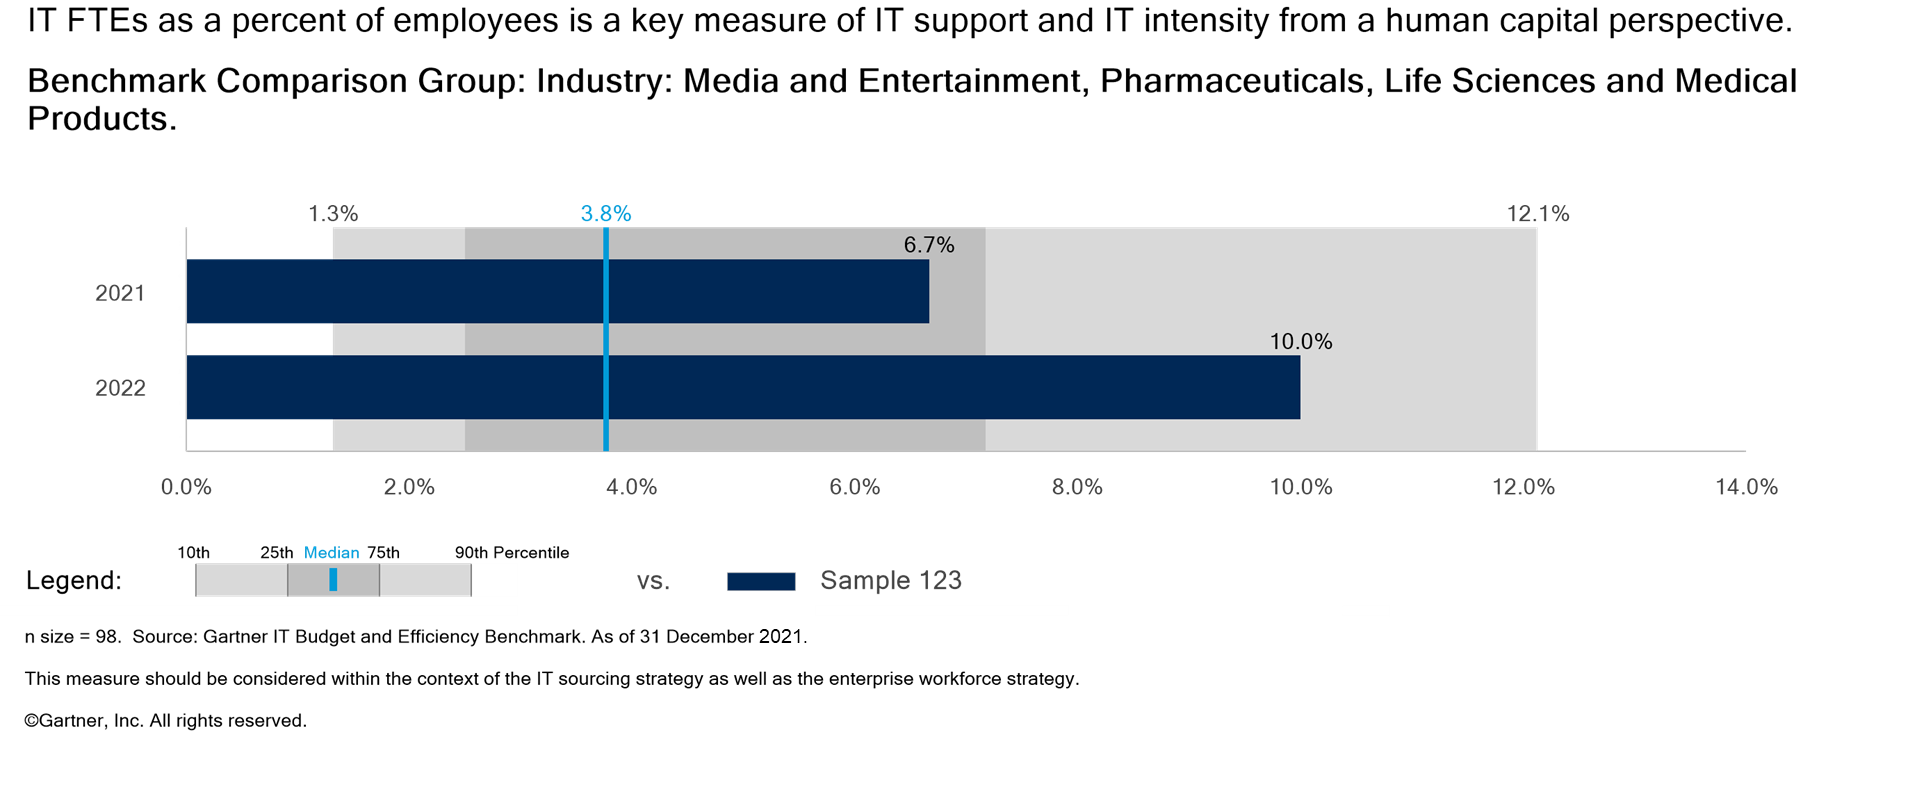 IT FTEs as a percent of employees is a key measure of IT support and IT intensity from a human capital perspective.
Benchmark Comparison Group: Industry: Media and Entertainment, Pharmaceuticals, Life Sciences and Medical
Products.
1.3% 3.8% 12.1%
6.7%
2021
10.0%
2022
0.0% 2.0% 4.0% 6.0% 8.0% 10.0% 12.0% 14.0%
10th 25th Median 75th 90th Percentile
Legend: vs. Sample 123
n size = 98. Source: Gartner IT Budget and Efficiency Benchmark. As of 31 December 2021.
This measure should be considered within the context of the IT sourcing strategy as well as the enterprise workforce strategy.
©Gartner, Inc. All rights reserved.